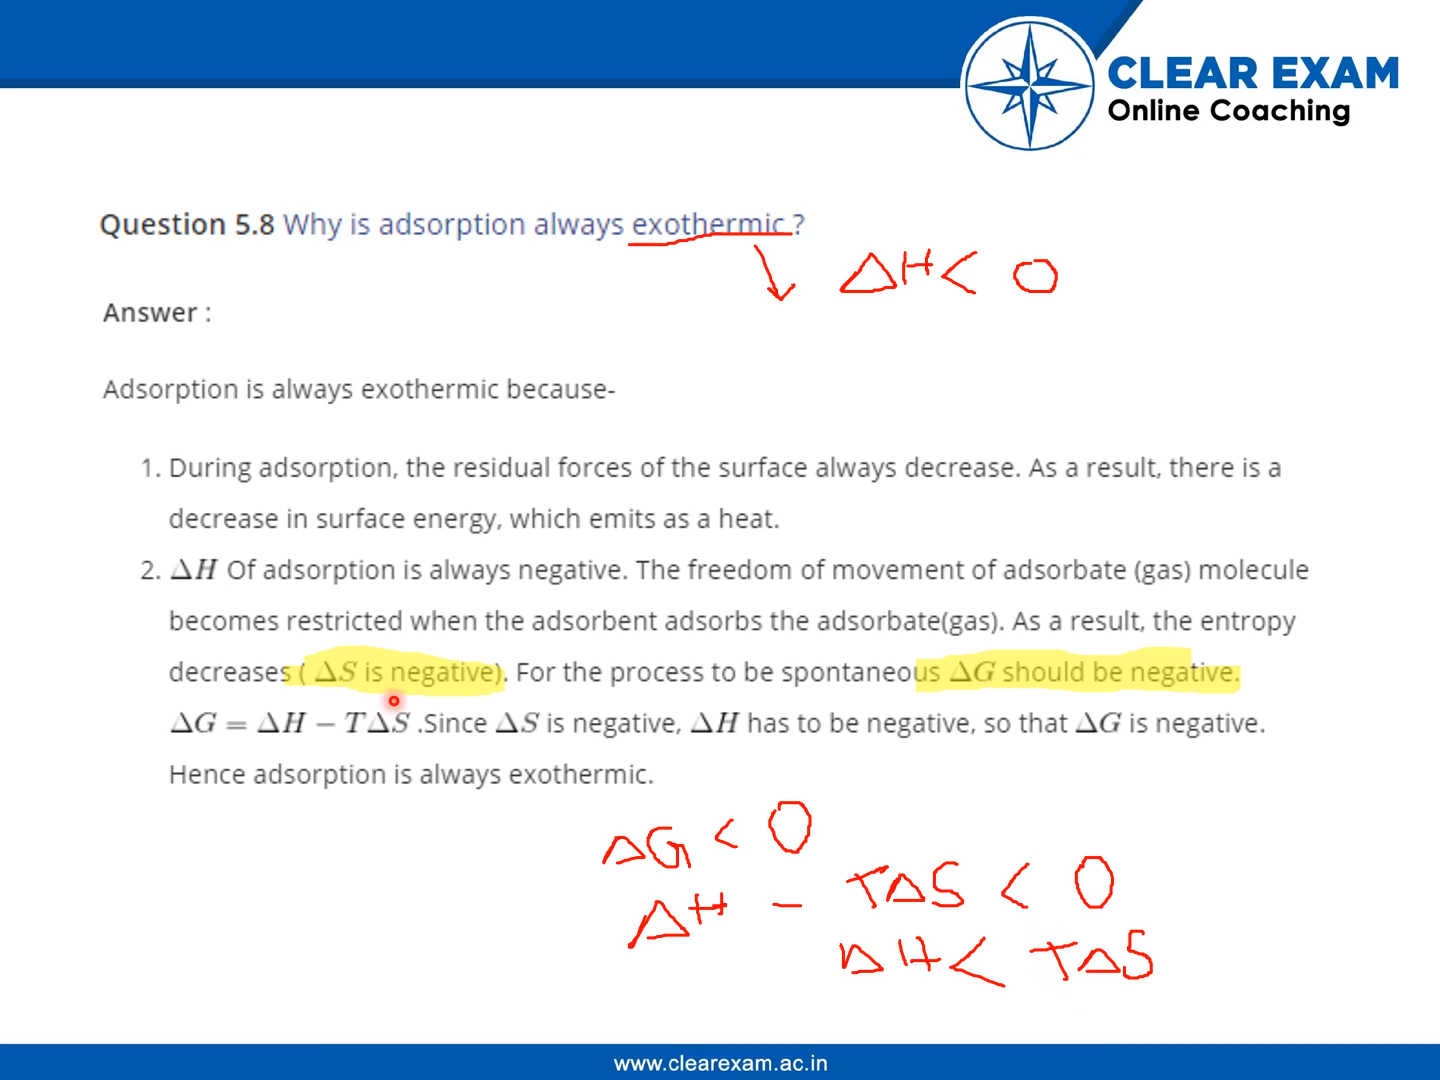 CLEAR EXAM
Online Coaching
Question 5.8 Why is adsorption always exothermic ?
ΔH < 0
Answer :
Adsorption is always exothermic because-
1. During adsorption, the residual forces of the surface always decrease. As a result, there is a
decrease in surface energy, which emits as a heat.
2. ΔH Of adsorption is always negative. The freedom of movement of adsorbate (gas) molecule
becomes restricted when the adsorbent adsorbs the adsorbate(gas). As a result, the entropy
decreases ( ΔS is negative). For the process to be spontaneous ΔG should be negative.
ΔG = ΔH − TΔS .Since ΔS is negative, ΔH has to be negative, so that ΔG is negative.
Hence adsorption is always exothermic.
ΔG < 0
ΔH − TΔS < 0
ΔH < TΔS
www.clearexam.ac.in